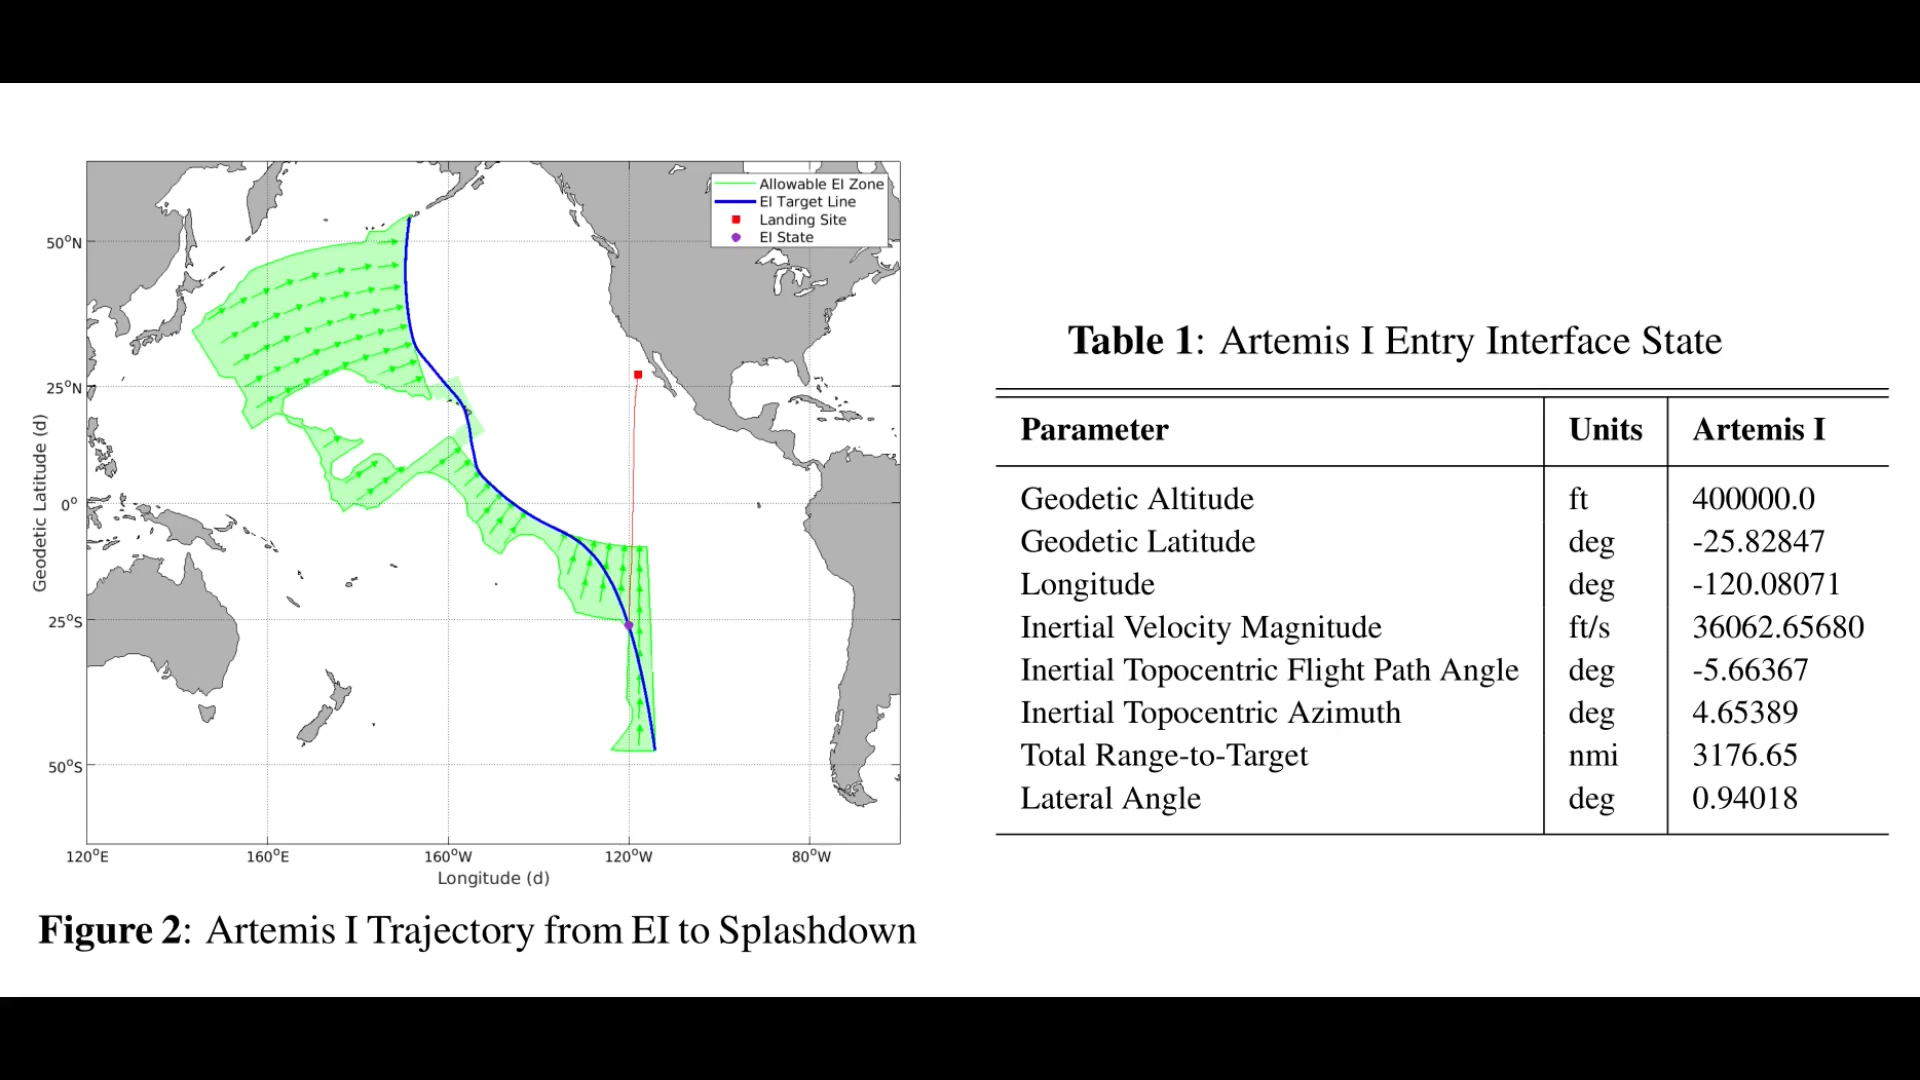 Allowable EI Zone
EI Target Line
Landing Site
EI State
50°N
25°N
0°
25°S
50°S
Geodetic Latitude (d)
120°E 160°E 160°W 120°W 80°W
Longitude (d)
Figure 2: Artemis I Trajectory from EI to Splashdown
Table 1: Artemis I Entry Interface State
Parameter Units Artemis I
Geodetic Altitude ft 400000.0
Geodetic Latitude deg -25.82847
Longitude deg -120.08071
Inertial Velocity Magnitude ft/s 36062.65680
Inertial Topocentric Flight Path Angle deg -5.66367
Inertial Topocentric Azimuth deg 4.65389
Total Range-to-Target nmi 3176.65
Lateral Angle deg 0.94018